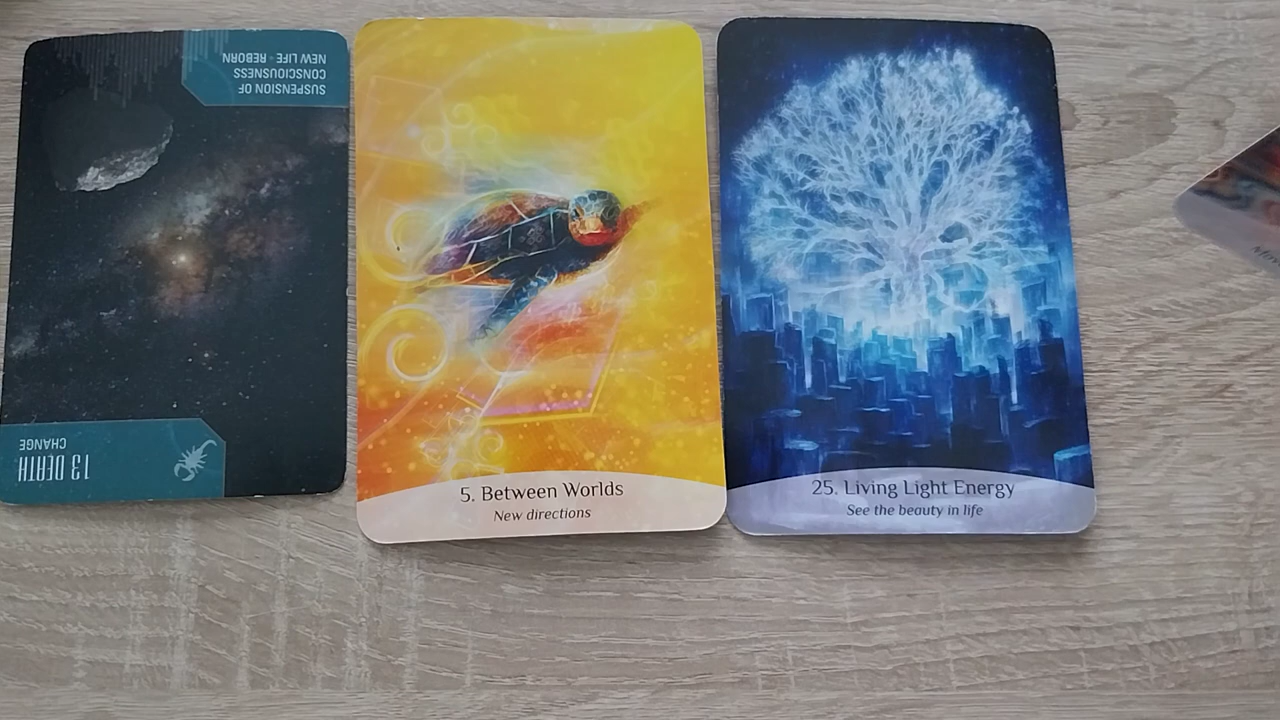 SUSPENSION OF
CONSCIOUSNESS
NEW LIFE · REBORN
13 DEATH
CHANGE
5. Between Worlds
New directions
25. Living Light Energy
See the beauty in life